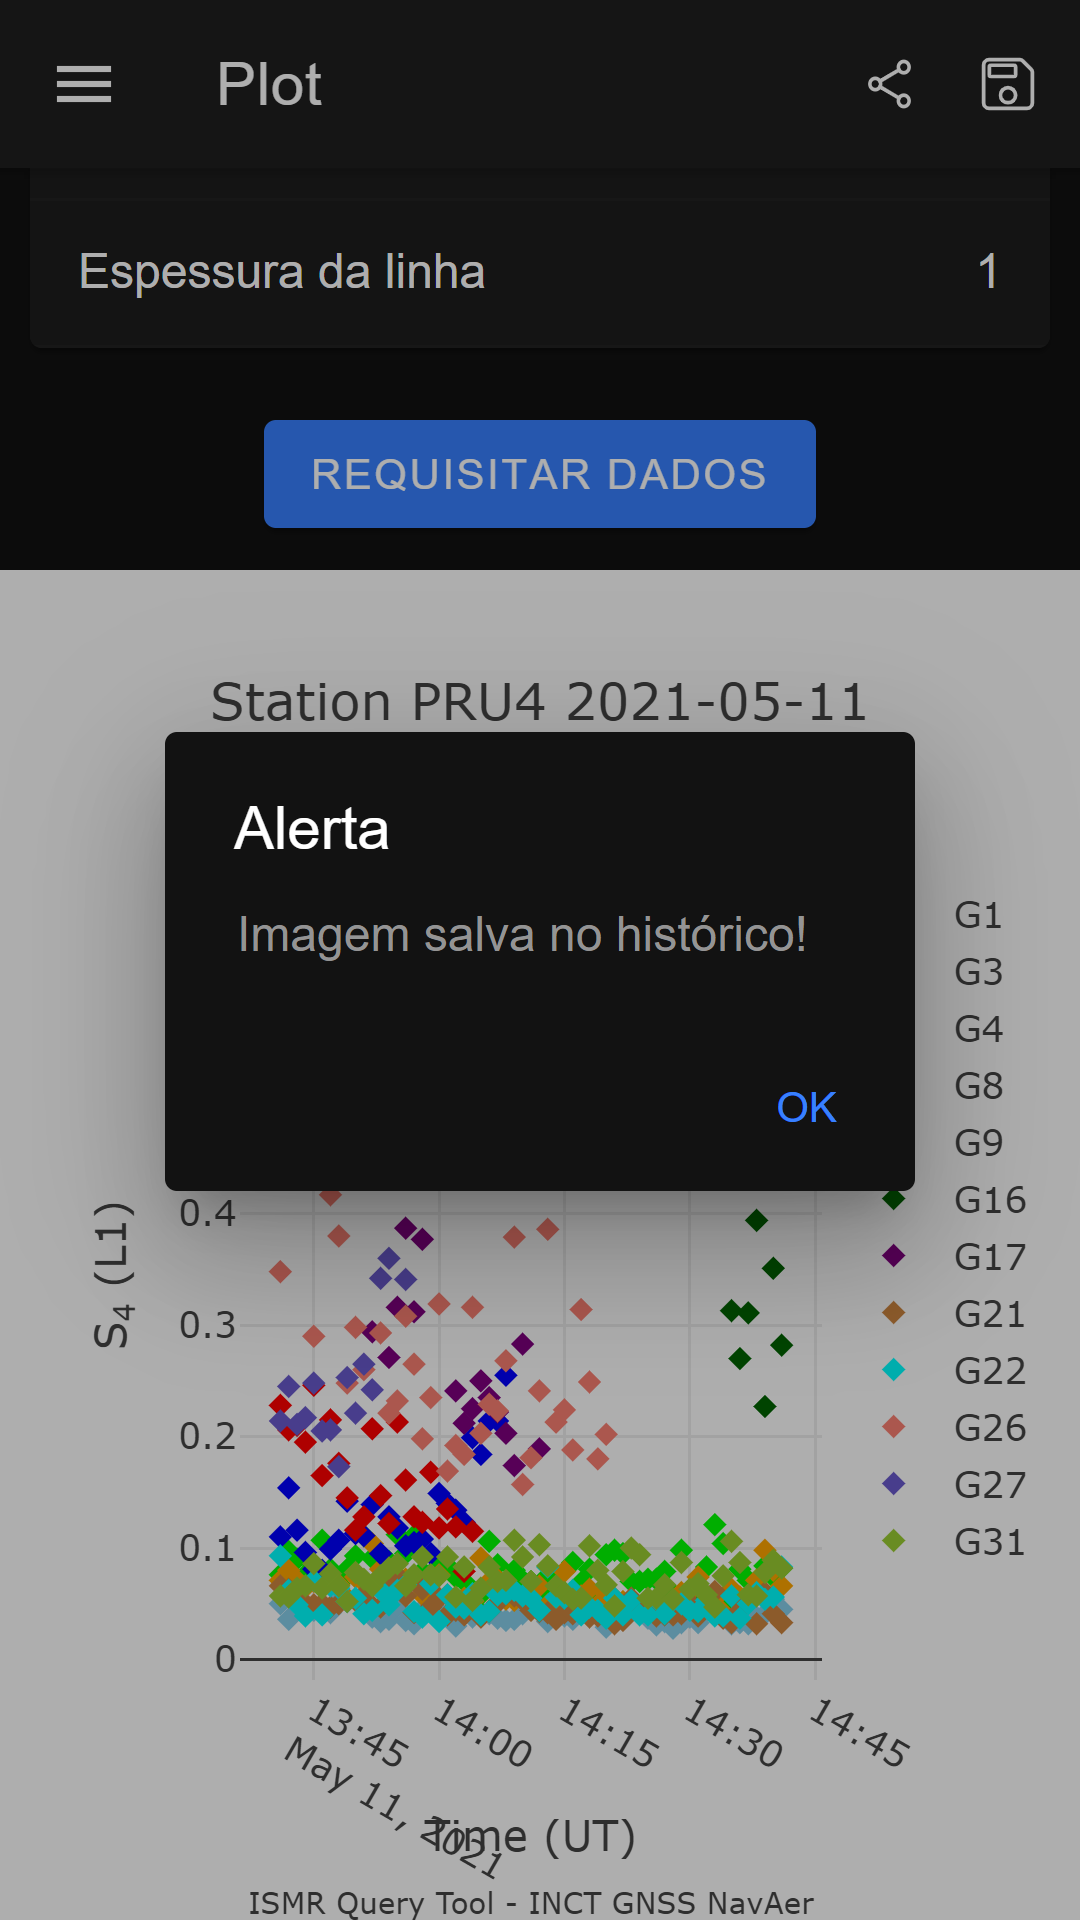 Plot
Espessura da linha 1
REQUISITAR DADOS
Station PRU4 2021-05-11
Alerta
Imagem salva no histórico!
OK
G1
G3
G4
G8
G9
G16
G17
G21
G22
G26
G27
G31
S₄ (L1)
0.4
0.3
0.2
0.1
0
13:45
May 11, 2021
14:00
14:15
14:30
14:45
Time (UT)
ISMR Query Tool - INCT GNSS NavAer